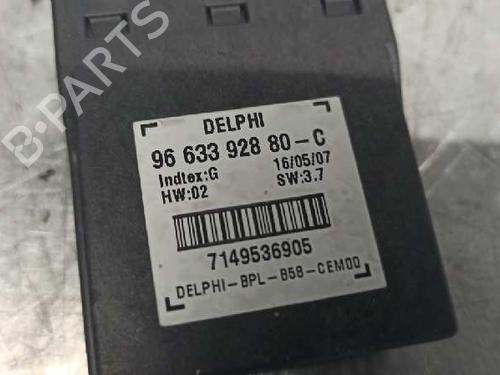 DELPHI
96 633 928 80-C
Indtex:G 16/05/07
HW:02 SW:3.7
7149536905
DELPHI-BPL-B58-CEM00
B-PARTS